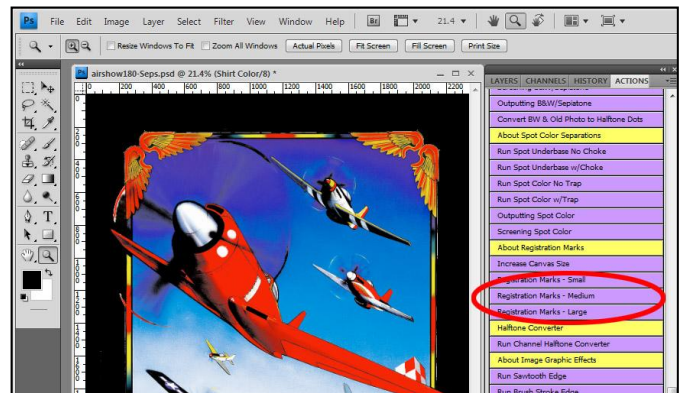 Ps File Edit Image Layer Select Filter View Window Help Br 21.4
Resize Windows To Fit Zoom All Windows Actual Pixels Fit Screen Fill Screen Print Size
Ps airshow180-Seps.psd @ 21.4% (Shirt Color/8) *
0 200 400 600 800 1000 1200 1400 1600 1800 2000 2200
LAYERS CHANNELS HISTORY ACTIONS
Outputting B&W/Sepiatone
Convert BW & Old Photo to Halftone Dots
About Spot Color Separations
Run Spot Underbase No Choke
Run Spot Underbase w/Choke
Run Spot Color No Trap
Run Spot Color w/Trap
Outputting Spot Color
Screening Spot Color
About Registration Marks
Increase Canvas Size
Registration Marks - Small
Registration Marks - Medium
Registration Marks - Large
Halftone Converter
Run Channel Halftone Converter
About Image Graphic Effects
Run Sawtooth Edge
Run Brush Stroke Edge